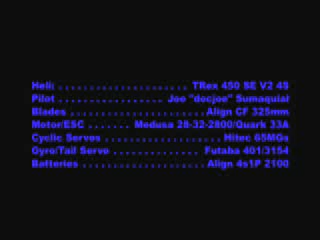 Heli: . . . . . . . . . . . . . . . . . . . . . TRex 450 SE V2 4S
Pilot . . . . . . . . . . . . . . . . Joe "docjoe" Sumaquial
Blades . . . . . . . . . . . . . . . . . . . . . Align CF 325mm
Motor/ESC . . . . . . . Medusa 28-32-2800/Quark 33A
Cyclic Servos . . . . . . . . . . . . . . . . . . Hitec 65MGs
Gyro/Tail Servo . . . . . . . . . . . . . . Futaba 401/3154
Batteries . . . . . . . . . . . . . . . . . . . Align 4s1P 2100